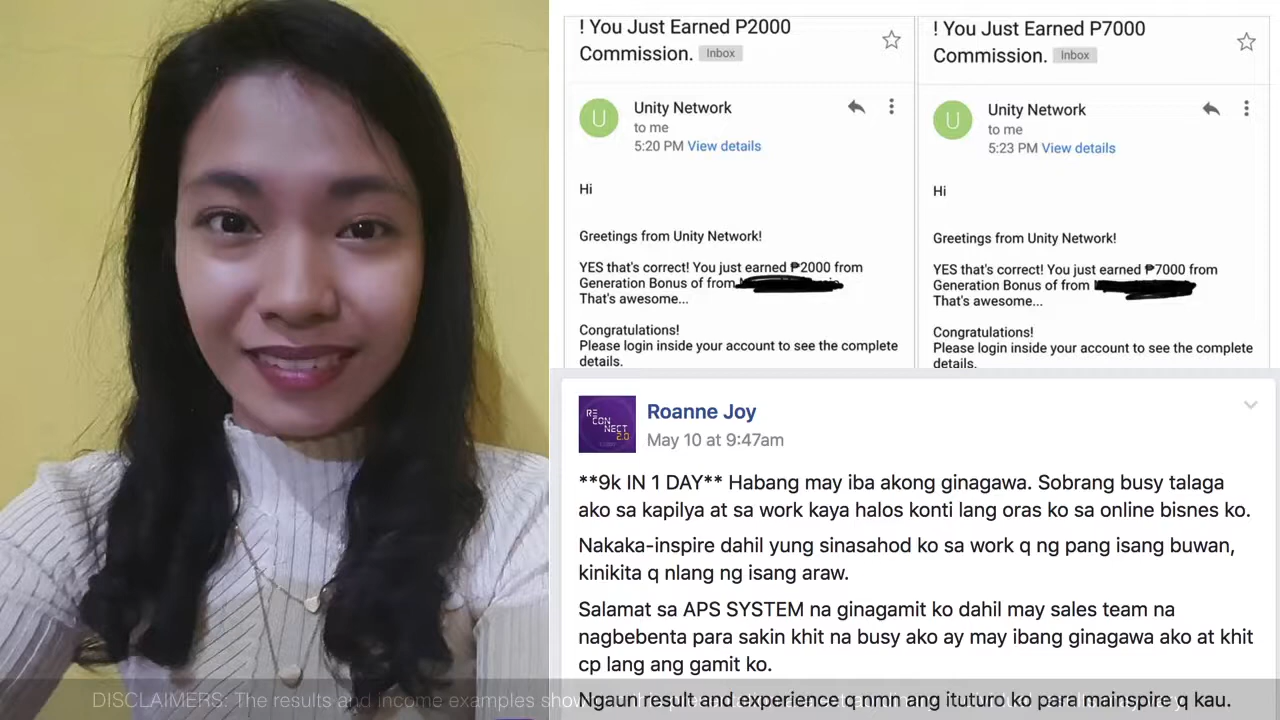 ! You Just Earned P2000
Commission. Inbox
U
Unity Network
to me
5:20 PM View details
Hi
Greetings from Unity Network!
YES that's correct! You just earned ₱2000 from
Generation Bonus of from
That's awesome...
Congratulations!
Please login inside your account to see the complete
details.
! You Just Earned P7000
Commission. Inbox
U
Unity Network
to me
5:23 PM View details
Hi
Greetings from Unity Network!
YES that's correct! You just earned ₱7000 from
Generation Bonus of from
That's awesome...
Congratulations!
Please login inside your account to see the complete
details.
RE
CON
NECT
2.0
Roanne Joy
May 10 at 9:47am
**9k IN 1 DAY** Habang may iba akong ginagawa. Sobrang busy talaga
ako sa kapilya at sa work kaya halos konti lang oras ko sa online bisnes ko.
Nakaka-inspire dahil yung sinasahod ko sa work q ng pang isang buwan,
kinikita q nlang ng isang araw.
Salamat sa APS SYSTEM na ginagamit ko dahil may sales team na
nagbebenta para sakin khit na busy ako ay may ibang ginagawa ako at khit
cp lang ang gamit ko.
Ngaun result and experience q nmn ang ituturo ko para mainspire q kau.
DISCLAIMERS: The results and income examples